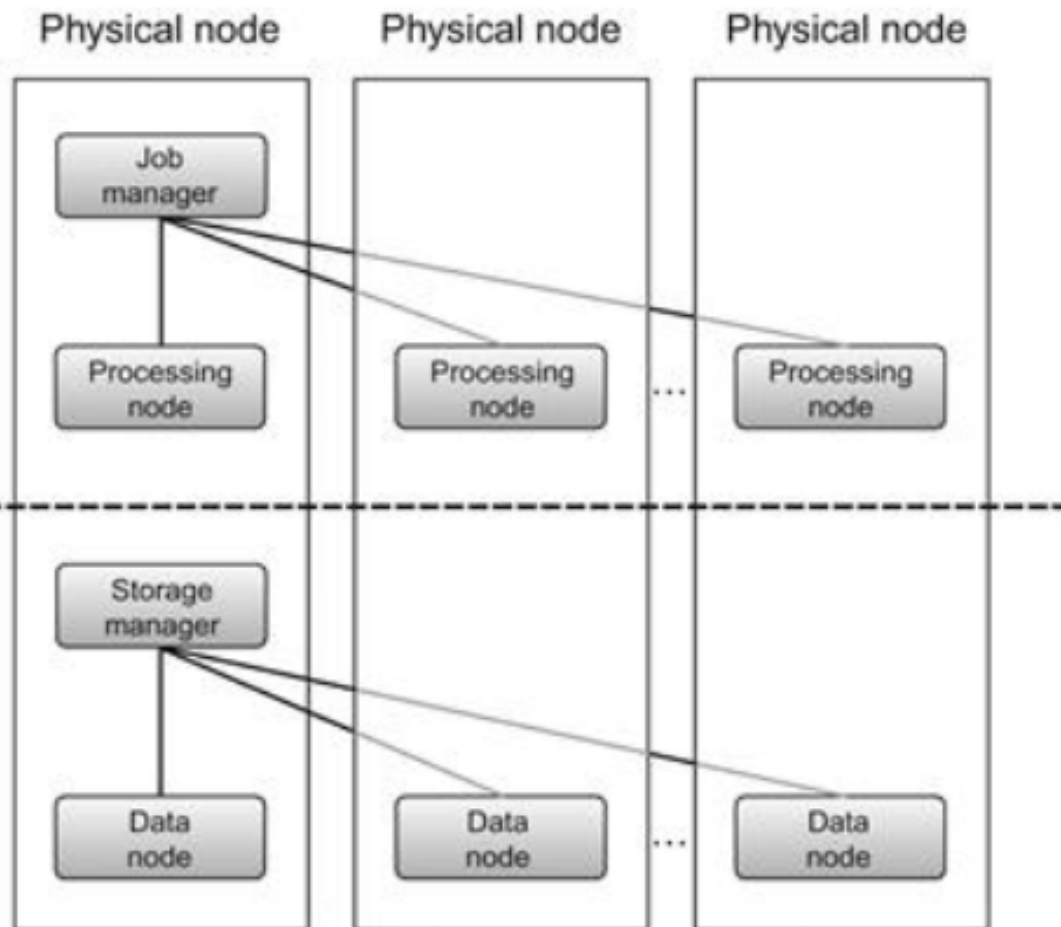 Physical node Physical node Physical node
Job
manager
Processing Processing Processing
node node ... node
Storage
manager
Data Data Data
node node ... node